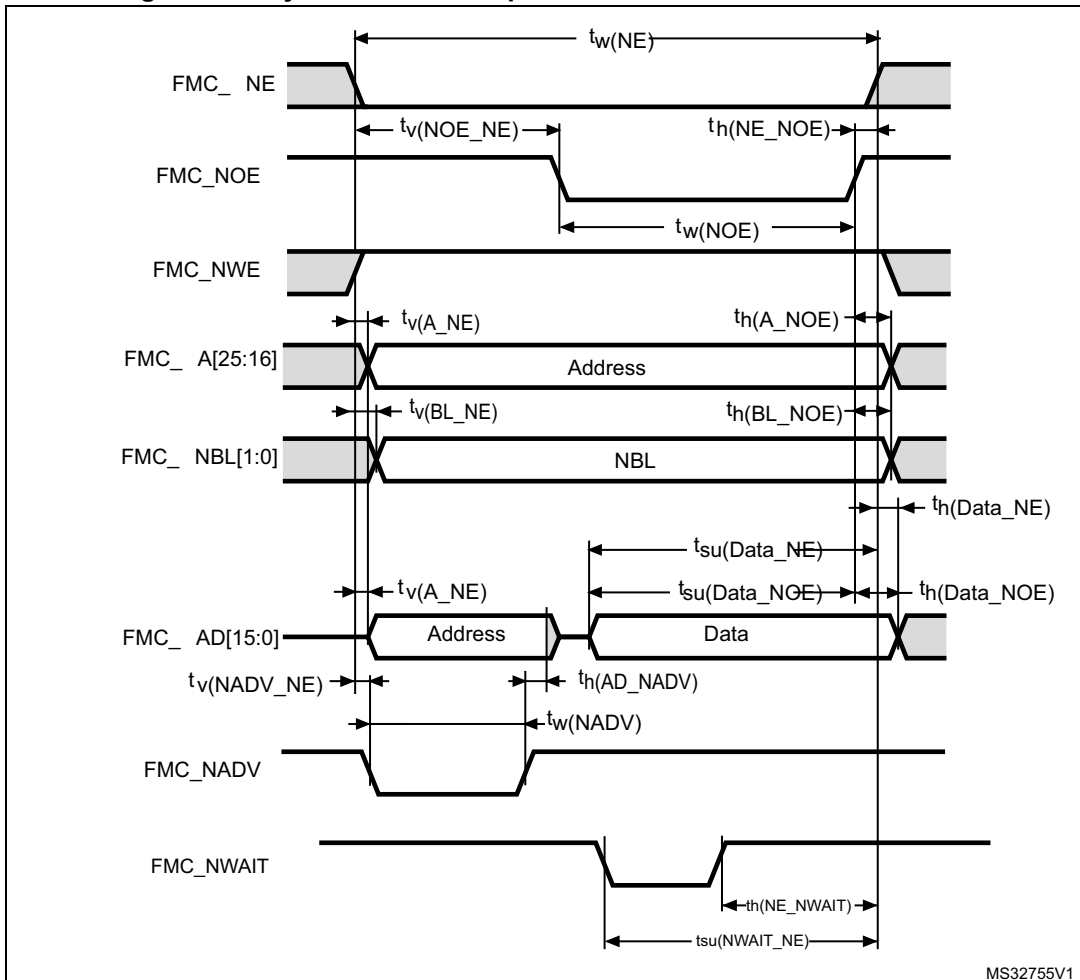 tw(NE)
FMC_ NE
tv(NOE_NE)
th(NE_NOE)
FMC_NOE
tw(NOE)
FMC_NWE
tv(A_NE)
th(A_NOE)
FMC_ A[25:16]
Address
tv(BL_NE)
th(BL_NOE)
FMC_ NBL[1:0]
NBL
th(Data_NE)
tsu(Data_NE)
tv(A_NE)
tsu(Data_NOE)
th(Data_NOE)
FMC_ AD[15:0]
Address
Data
tv(NADV_NE)
th(AD_NADV)
tw(NADV)
FMC_NADV
FMC_NWAIT
th(NE_NWAIT)
tsu(NWAIT_NE)
MS32755V1